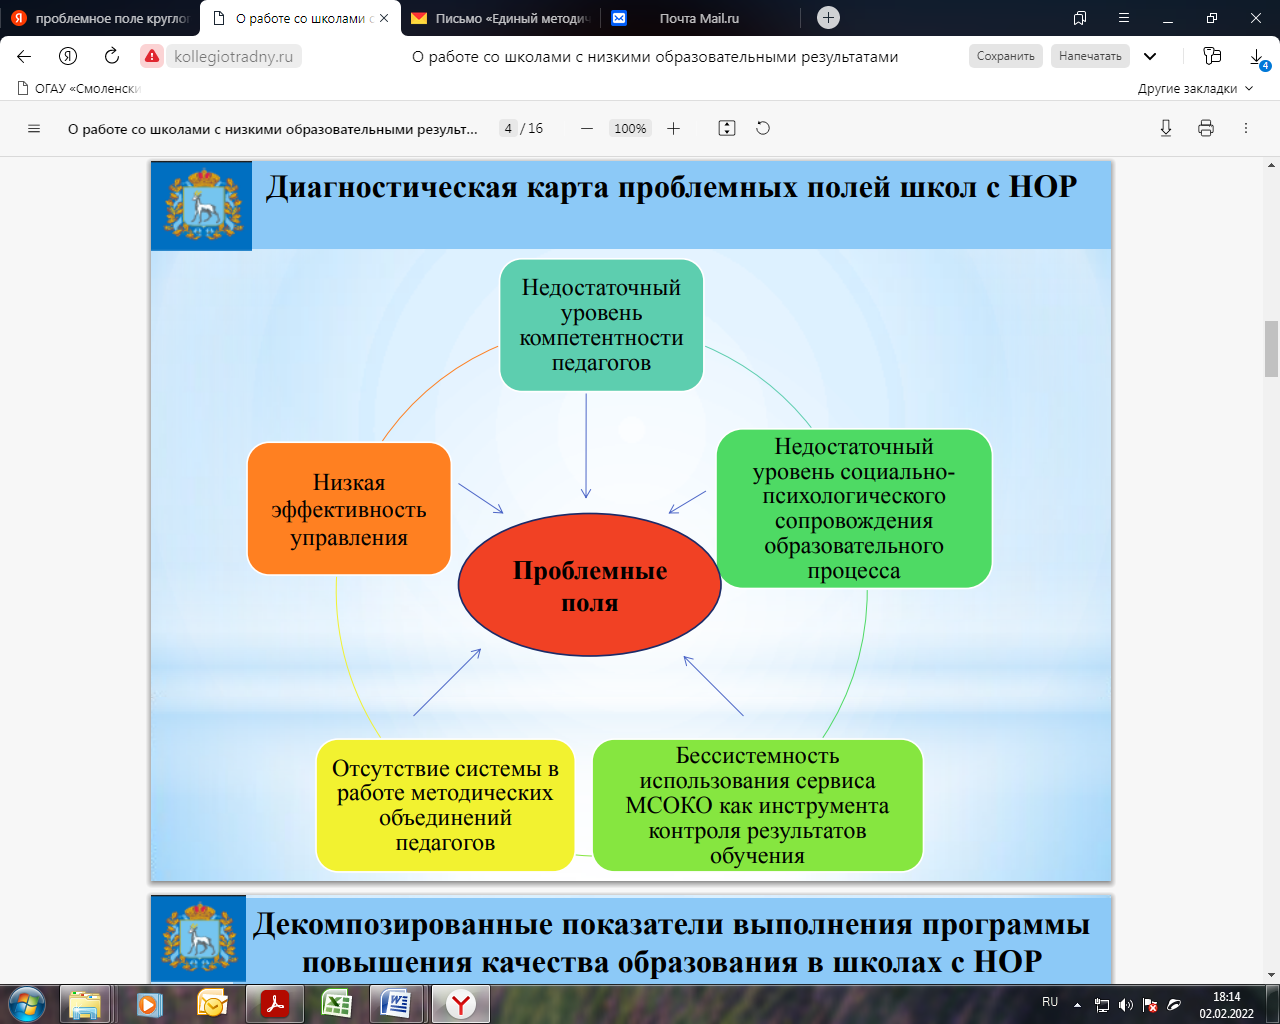 проблемное поле круглог
О работе со школами с
Письмо «Единый методич
Почта Mail.ru
kollegiotradny.ru
О работе со школами с низкими образовательными результатами
Сохранить
Напечатать
4
ОГАУ «Смоленски
Другие закладки
О работе со школами с низкими образовательными результ...
4 / 16
100%
Диагностическая карта проблемных полей школ с НОР
Недостаточный
уровень
компетентности
педагогов
Недостаточный
уровень социально-
психологического
сопровождения
образовательного
процесса
Низкая
эффективность
управления
Проблемные
поля
Отсутствие системы в
работе методических
объединений
педагогов
Бессистемность
использования сервиса
МСОКО как инструмента
контроля результатов
обучения
Декомпозированные показатели выполнения программы
повышения качества образования в школах с НОР
RU
18:14
02.02.2022